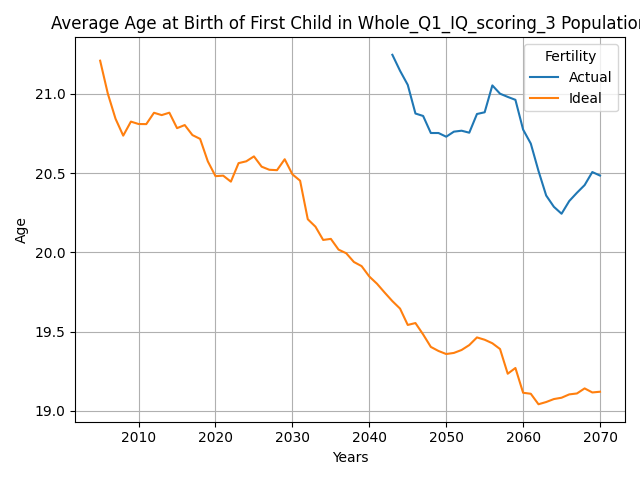 Average Age at Birth of First Child in Whole_Q1_IQ_scoring_3 Population
Fertility
Actual
Ideal
21.0
20.5
20.0
19.5
19.0
Age
2010 2020 2030 2040 2050 2060 2070
Years